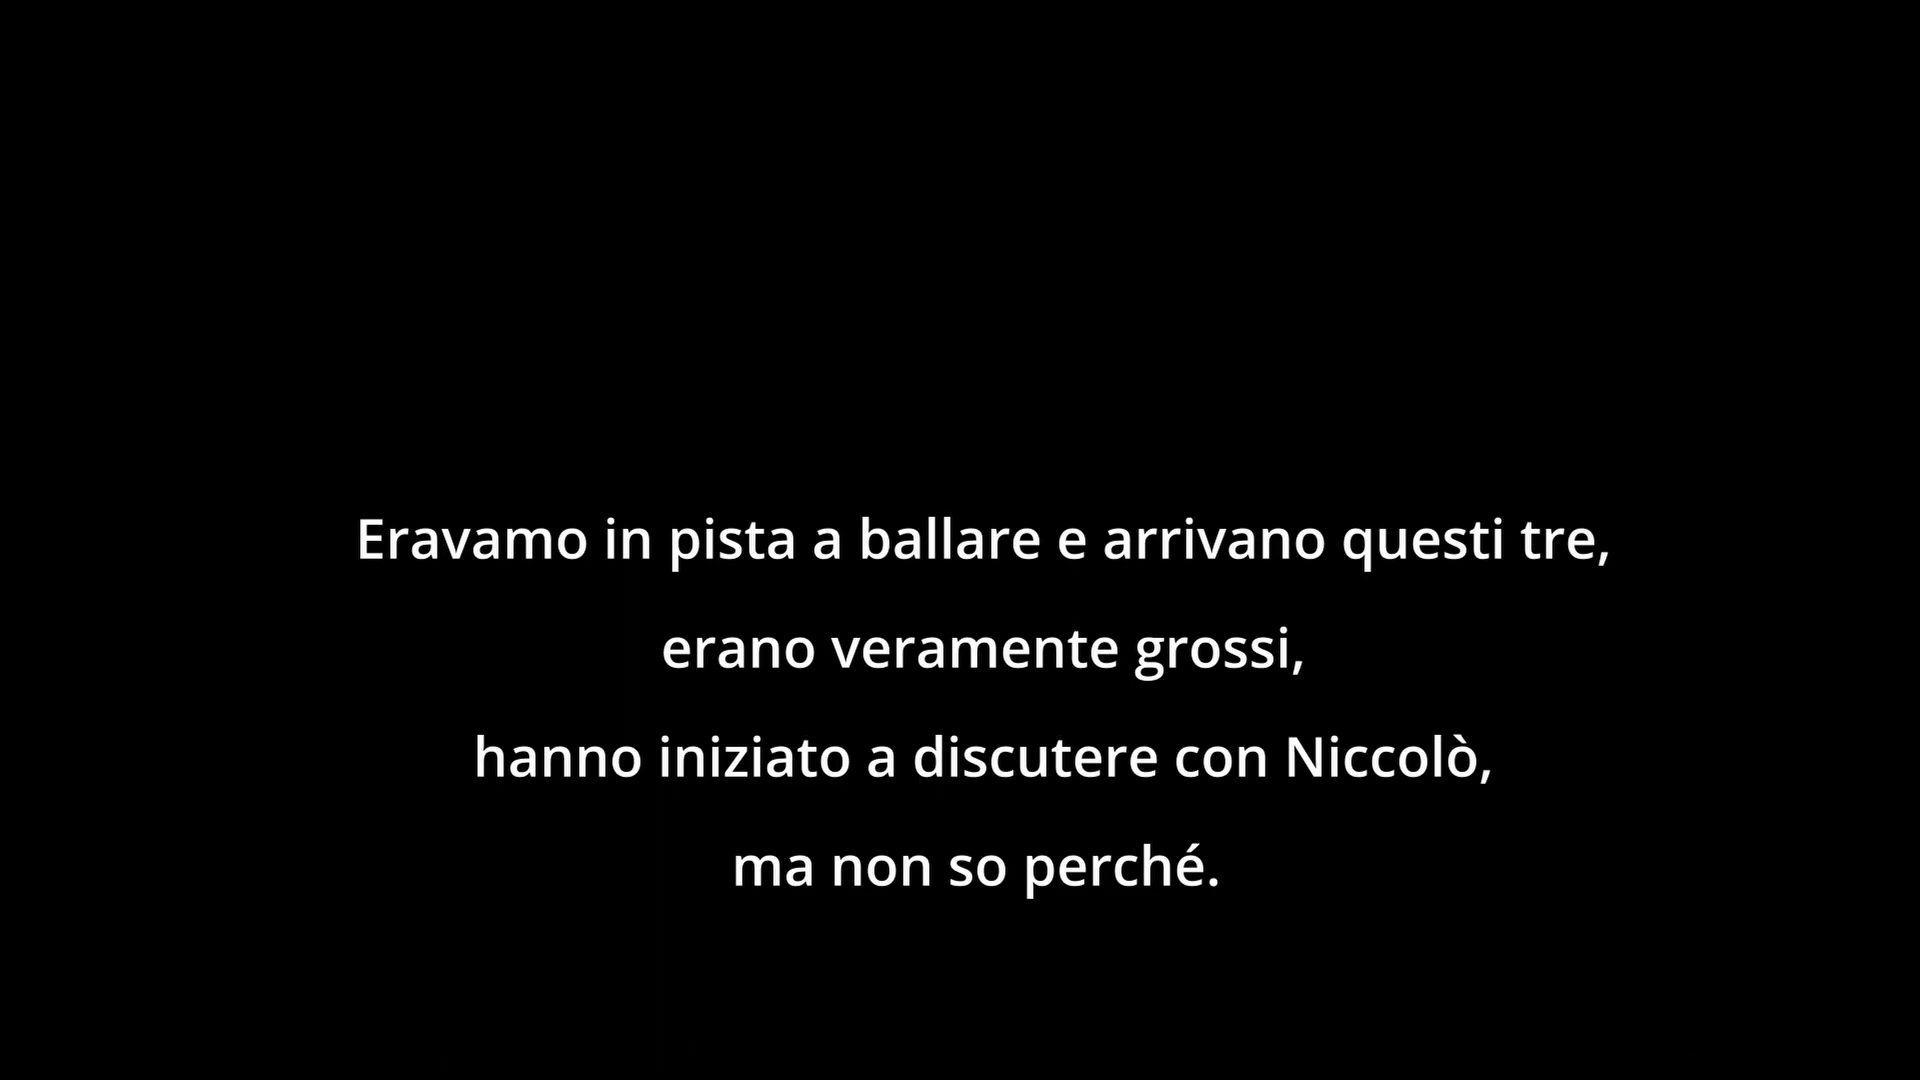 Eravamo in pista a ballare e arrivano questi tre,
erano veramente grossi,
hanno iniziato a discutere con Niccolò,
ma non so perché.